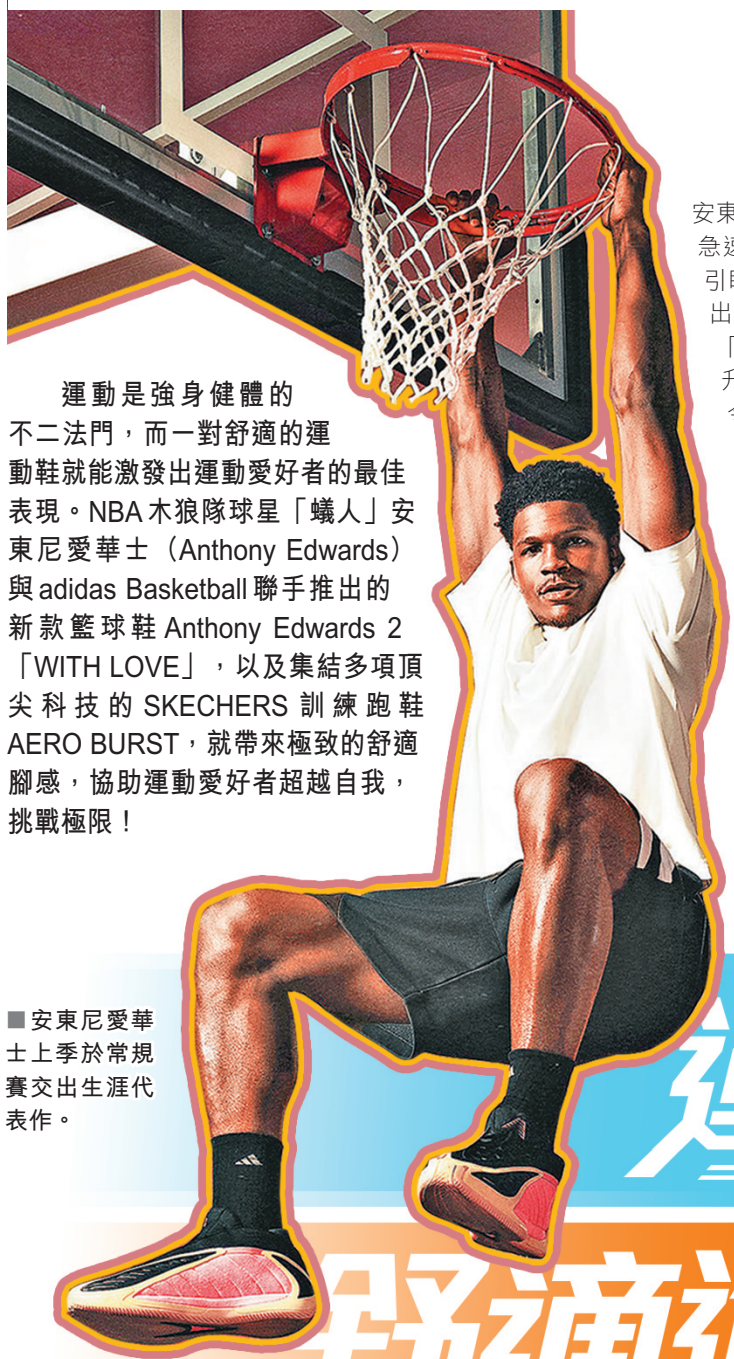 運動是強身健體的
不二法門，而一對舒適的運
動鞋就能激發出運動愛好者的最佳
表現。NBA木狼隊球星「蟻人」安
東尼愛華士（Anthony Edwards）
與adidas Basketball聯手推出的
新款籃球鞋Anthony Edwards 2
「WITH LOVE」，以及集結多項頂
尖科技的SKECHERS訓練跑鞋
AERO BURST，就帶來極致的舒適
腳感，協助運動愛好者超越自我，
挑戰極限！
安東
急速
引
出
「
升
■安東尼愛華
士上季於常規
賽交出生涯代
表作。
舒適